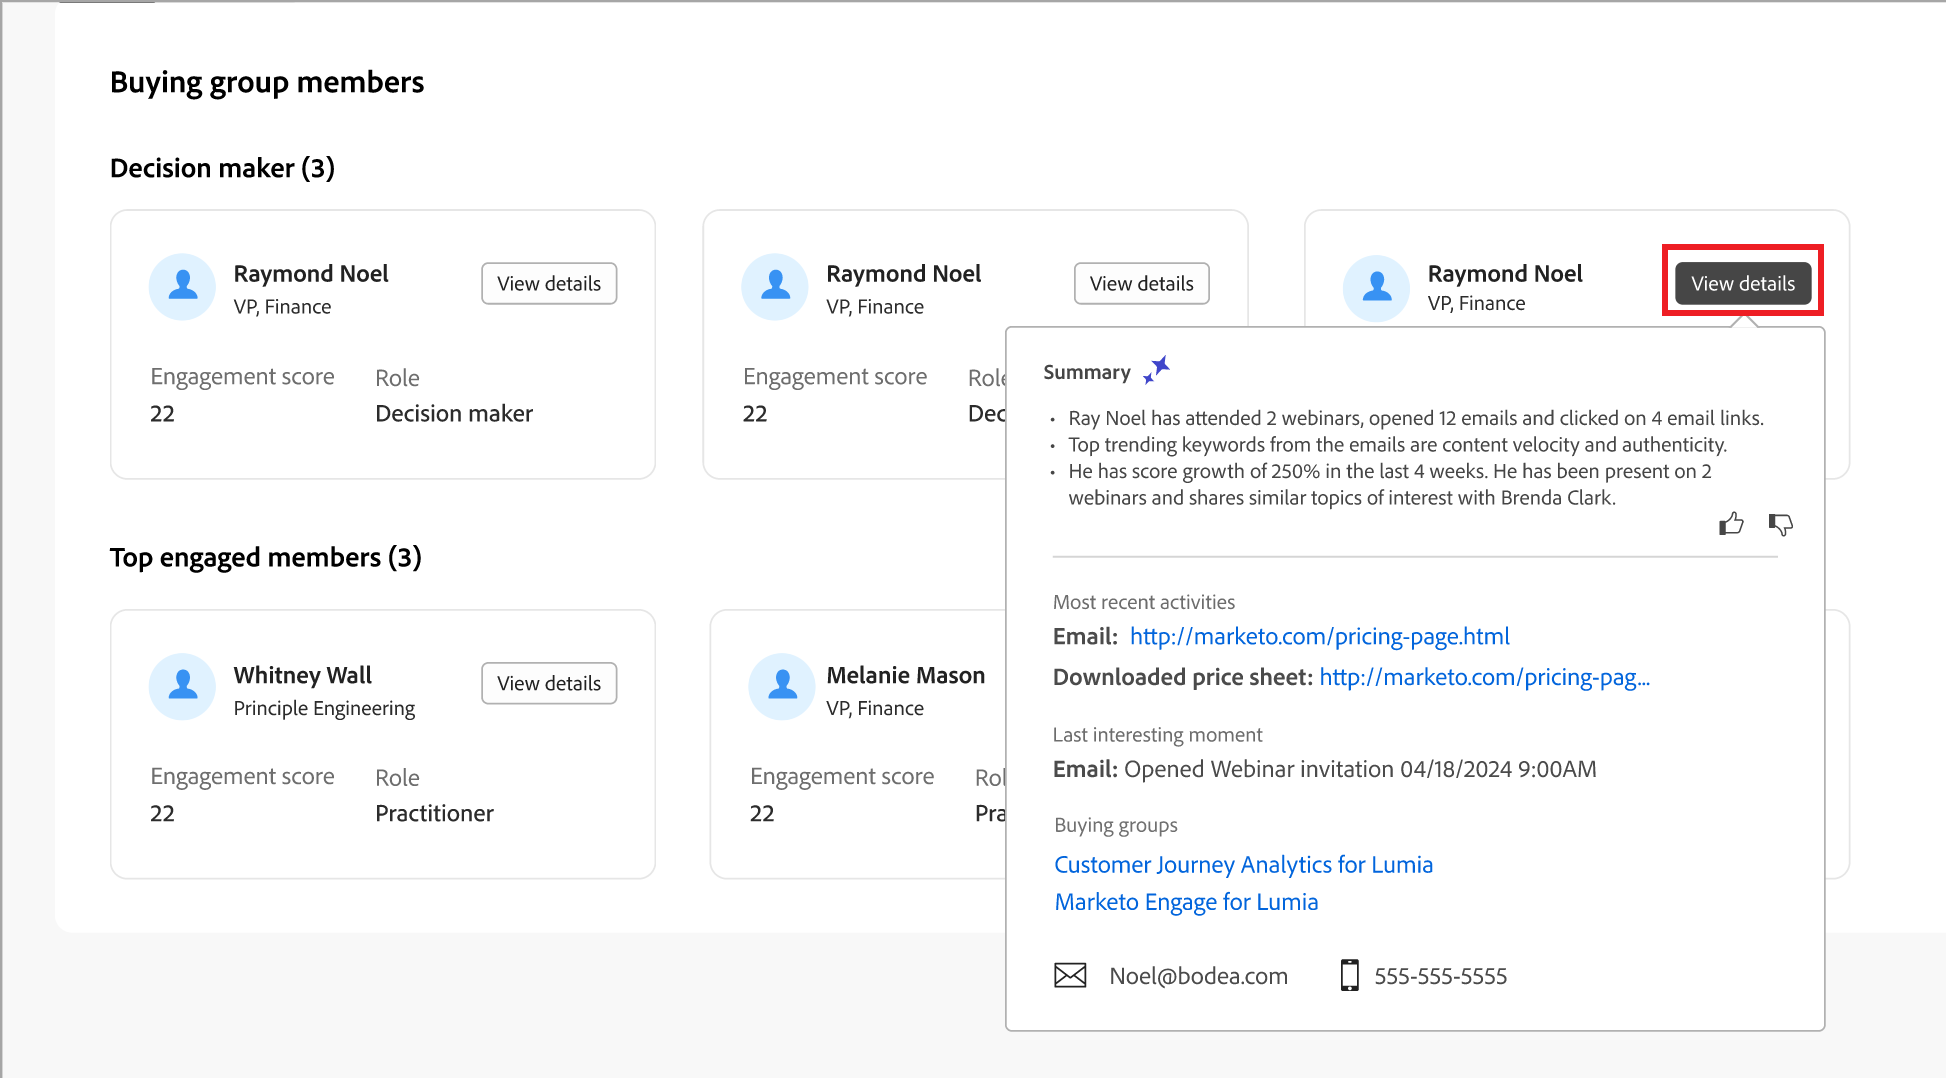 Buying group members
Decision maker (3)
Raymond Noel
VP, Finance
View details
Engagement score
22
Role
Decision maker
Raymond Noel
VP, Finance
View details
Engagement score
22
Raymond Noel
VP, Finance
View details
Summary
• Ray Noel has attended 2 webinars, opened 12 emails and clicked on 4 email links.
• Top trending keywords from the emails are content velocity and authenticity.
• He has score growth of 250% in the last 4 weeks. He has been present on 2
webinars and shares similar topics of interest with Brenda Clark.
Most recent activities
Email: http://marketo.com/pricing-page.html
Downloaded price sheet: http://marketo.com/pricing-pag...
Last interesting moment
Email: Opened Webinar invitation 04/18/2024 9:00AM
Buying groups
Customer Journey Analytics for Lumia
Marketo Engage for Lumia
Noel@bodea.com
555-555-5555
Top engaged members (3)
Whitney Wall
Principle Engineering
View details
Engagement score
22
Role
Practitioner
Melanie Mason
VP, Finance
Engagement score
22